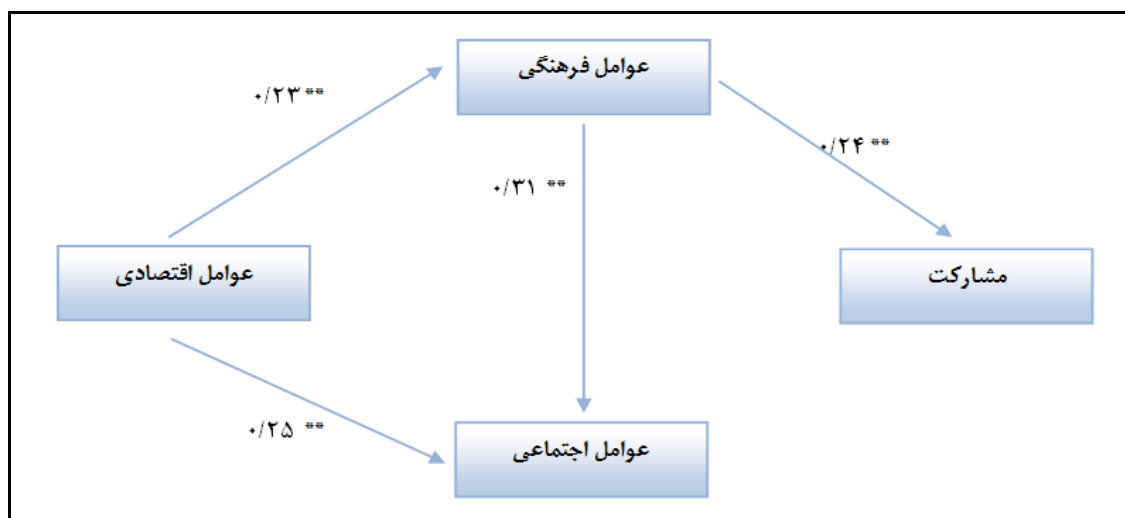 عوامل فرهنگی
۰/۲۳ **
۰/۲۴ **
۰/۳۱ **
عوامل اقتصادی
مشارکت
۰/۲۵ **
عوامل اجتماعی